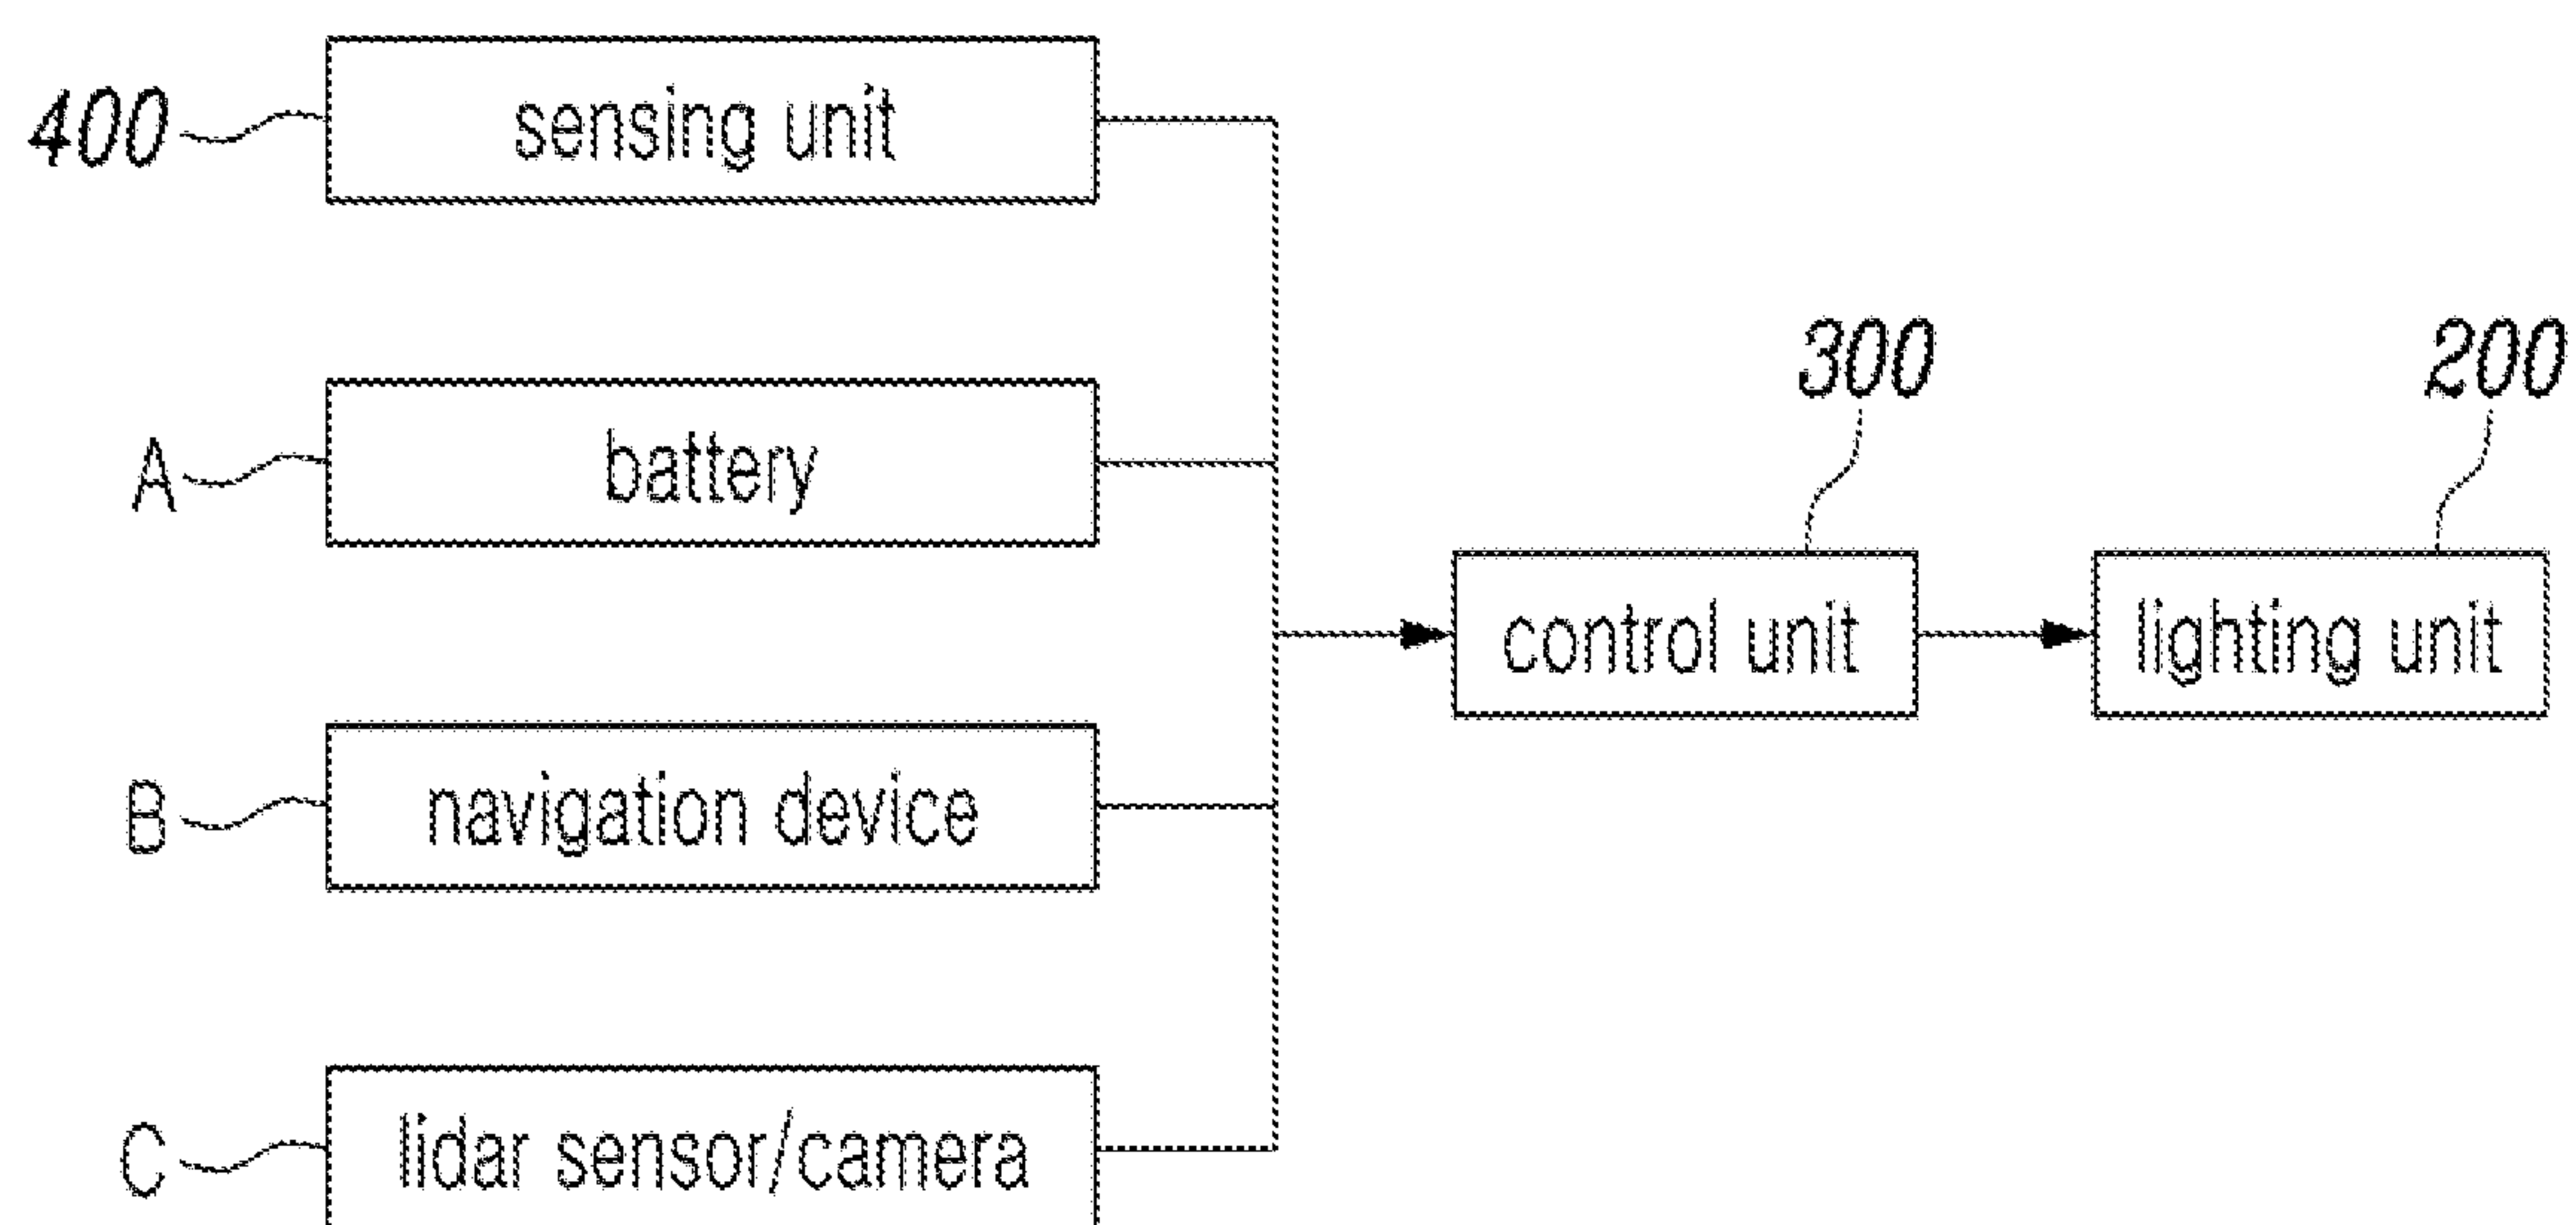 400 sensing unit
A battery
300 200
control unit lighting unit
B navigation device
C lidar sensor/camera